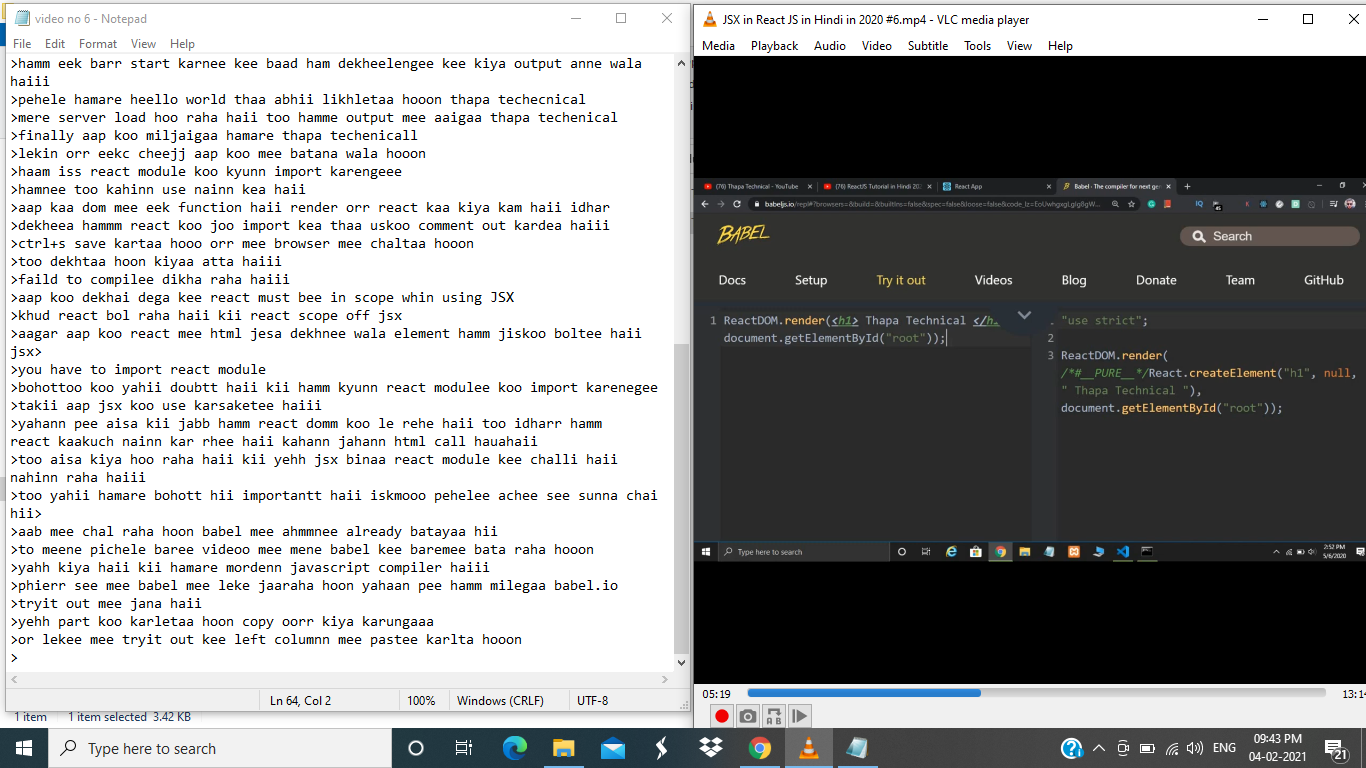 video no 6 - Notepad
File Edit Format View Help
>hamm eek barr start karnee kee baad ham dekheelengee kee kiya output anne wala
haiii
>pehele hamare heello world thaa abhii likhletaa hooon thapa techecnical
>mere server load hoo raha haii too hamme output mee aaigaa thapa techenical
>finally aap koo miljaigaa hamare thapa techenicall
>lekin orr eekc cheejj aap koo mee batana wala hooon
>haam iss react module koo kyunn import karengeee
>hamnee too kahinn use nainn kea haii
>aap kaa dom mee eek function haii render orr react kaa kiya kam haii idhar
>dekheea hammm react koo joo import kea thaa uskoo comment out kardea haiii
>ctrl+s save kartaa hooo orr mee browser mee chaltaa hooon
>too dekhtaa hoon kiyaa atta haiii
>faild to compilee dikha raha haiii
>aap koo dekhai dega kee react must bee in scope whin using JSX
>khud react bol raha haii kii react scope off jsx
>aagar aap koo react mee html jesa dekhnee wala element hamm jiskoo boltee haii
jsx>
>you have to import react module
>bohottoo koo yahii doubtt haii kii hamm kyunn react modulee koo import karenegee
>takii aap jsx koo use karsaketee haiii
>yahann pee aisa kii jabb hamm react domm koo le rehe haii too idharr hamm
react kaakuch nainn kar rhee haii kahann jahann html call hauahaii
>too aisa kiya hoo raha haii kii yehh jsx binaa react module kee challi haii
nahinn raha haiii
>too yahii hamare bohott hii importantt haii iskmooo pehelee achee see sunna chai
hii>
>aab mee chal raha hoon babel mee ahmmnee already batayaa hii
>to meene pichele baree videoo mee mene babel kee baremee bata raha hooon
>yahh kiya haii kii hamare mordenn javascript compiler haiii
>phierr see mee babel mee leke jaaraha hoon yahaan pee hamm milegaa babel.io
>tryit out mee jana haii
>yehh part koo karletaa hoon copy oorr kiya karungaaa
>or lekee mee tryit out kee left columnn mee pastee karlta hooon
>
Ln 64, Col 2 100% Windows (CRLF) UTF-8
1 item 1 item selected 3.42 KB
JSX in React JS in Hindi in 2020 #6.mp4 - VLC media player
Media Playback Audio Video Subtitle Tools View Help
(76) Thapa Technical - YouTube (76) ReactJS Tutorial in Hindi 20 React App Babel · The compiler for next ge
babeljs.io/repl#?browsers=&build=&builtIns=false&spec=false&loose=false&code_lz=
BABEL
Search
Docs Setup Try it out Videos Blog Donate Team GitHub
1 ReactDOM.render(<h1> Thapa Technical </h.
document.getElementById("root"));
"use strict";
2
3 ReactDOM.render(
/*#__PURE__*/React.createElement("h1", null,
" Thapa Technical "),
document.getElementById("root"));
Type here to search
2:52 PM
5/6/2020
05:19 13:14
Type here to search
ENG
09:43 PM
04-02-2021
21